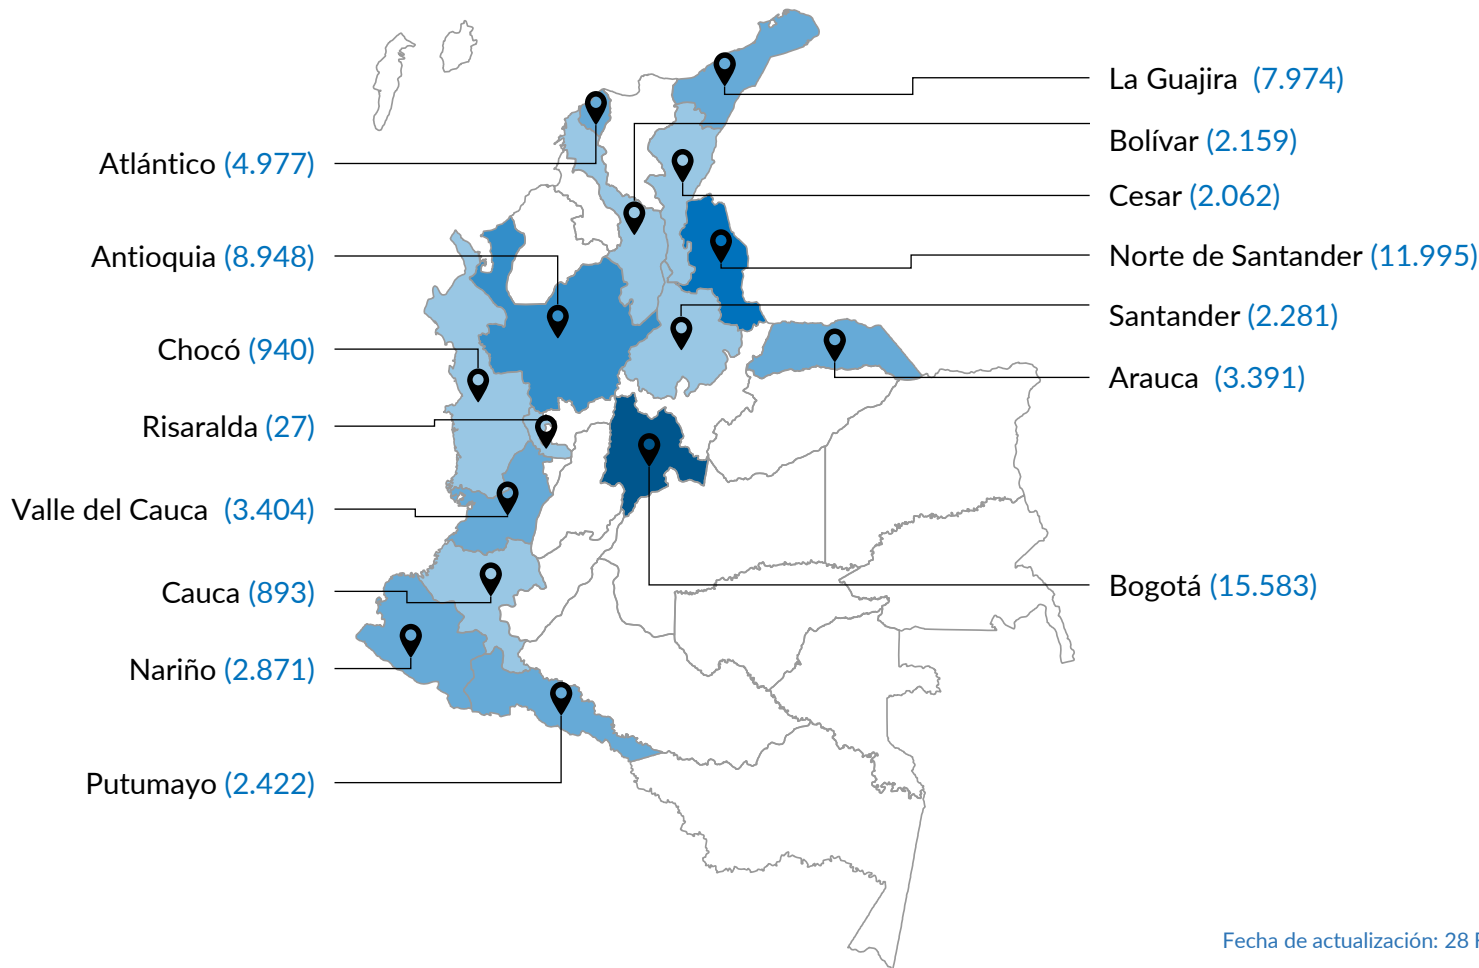 Atlántico (4.977)
Antioquia (8.948)
Chocó (940)
Risaralda (27)
Valle del Cauca (3.404)
Cauca (893)
Nariño (2.871)
Putumayo (2.422)
La Guajira (7.974)
Bolívar (2.159)
Cesar (2.062)
Norte de Santander (11.995)
Santander (2.281)
Arauca (3.391)
Bogotá (15.583)
Fecha de actualización: 28